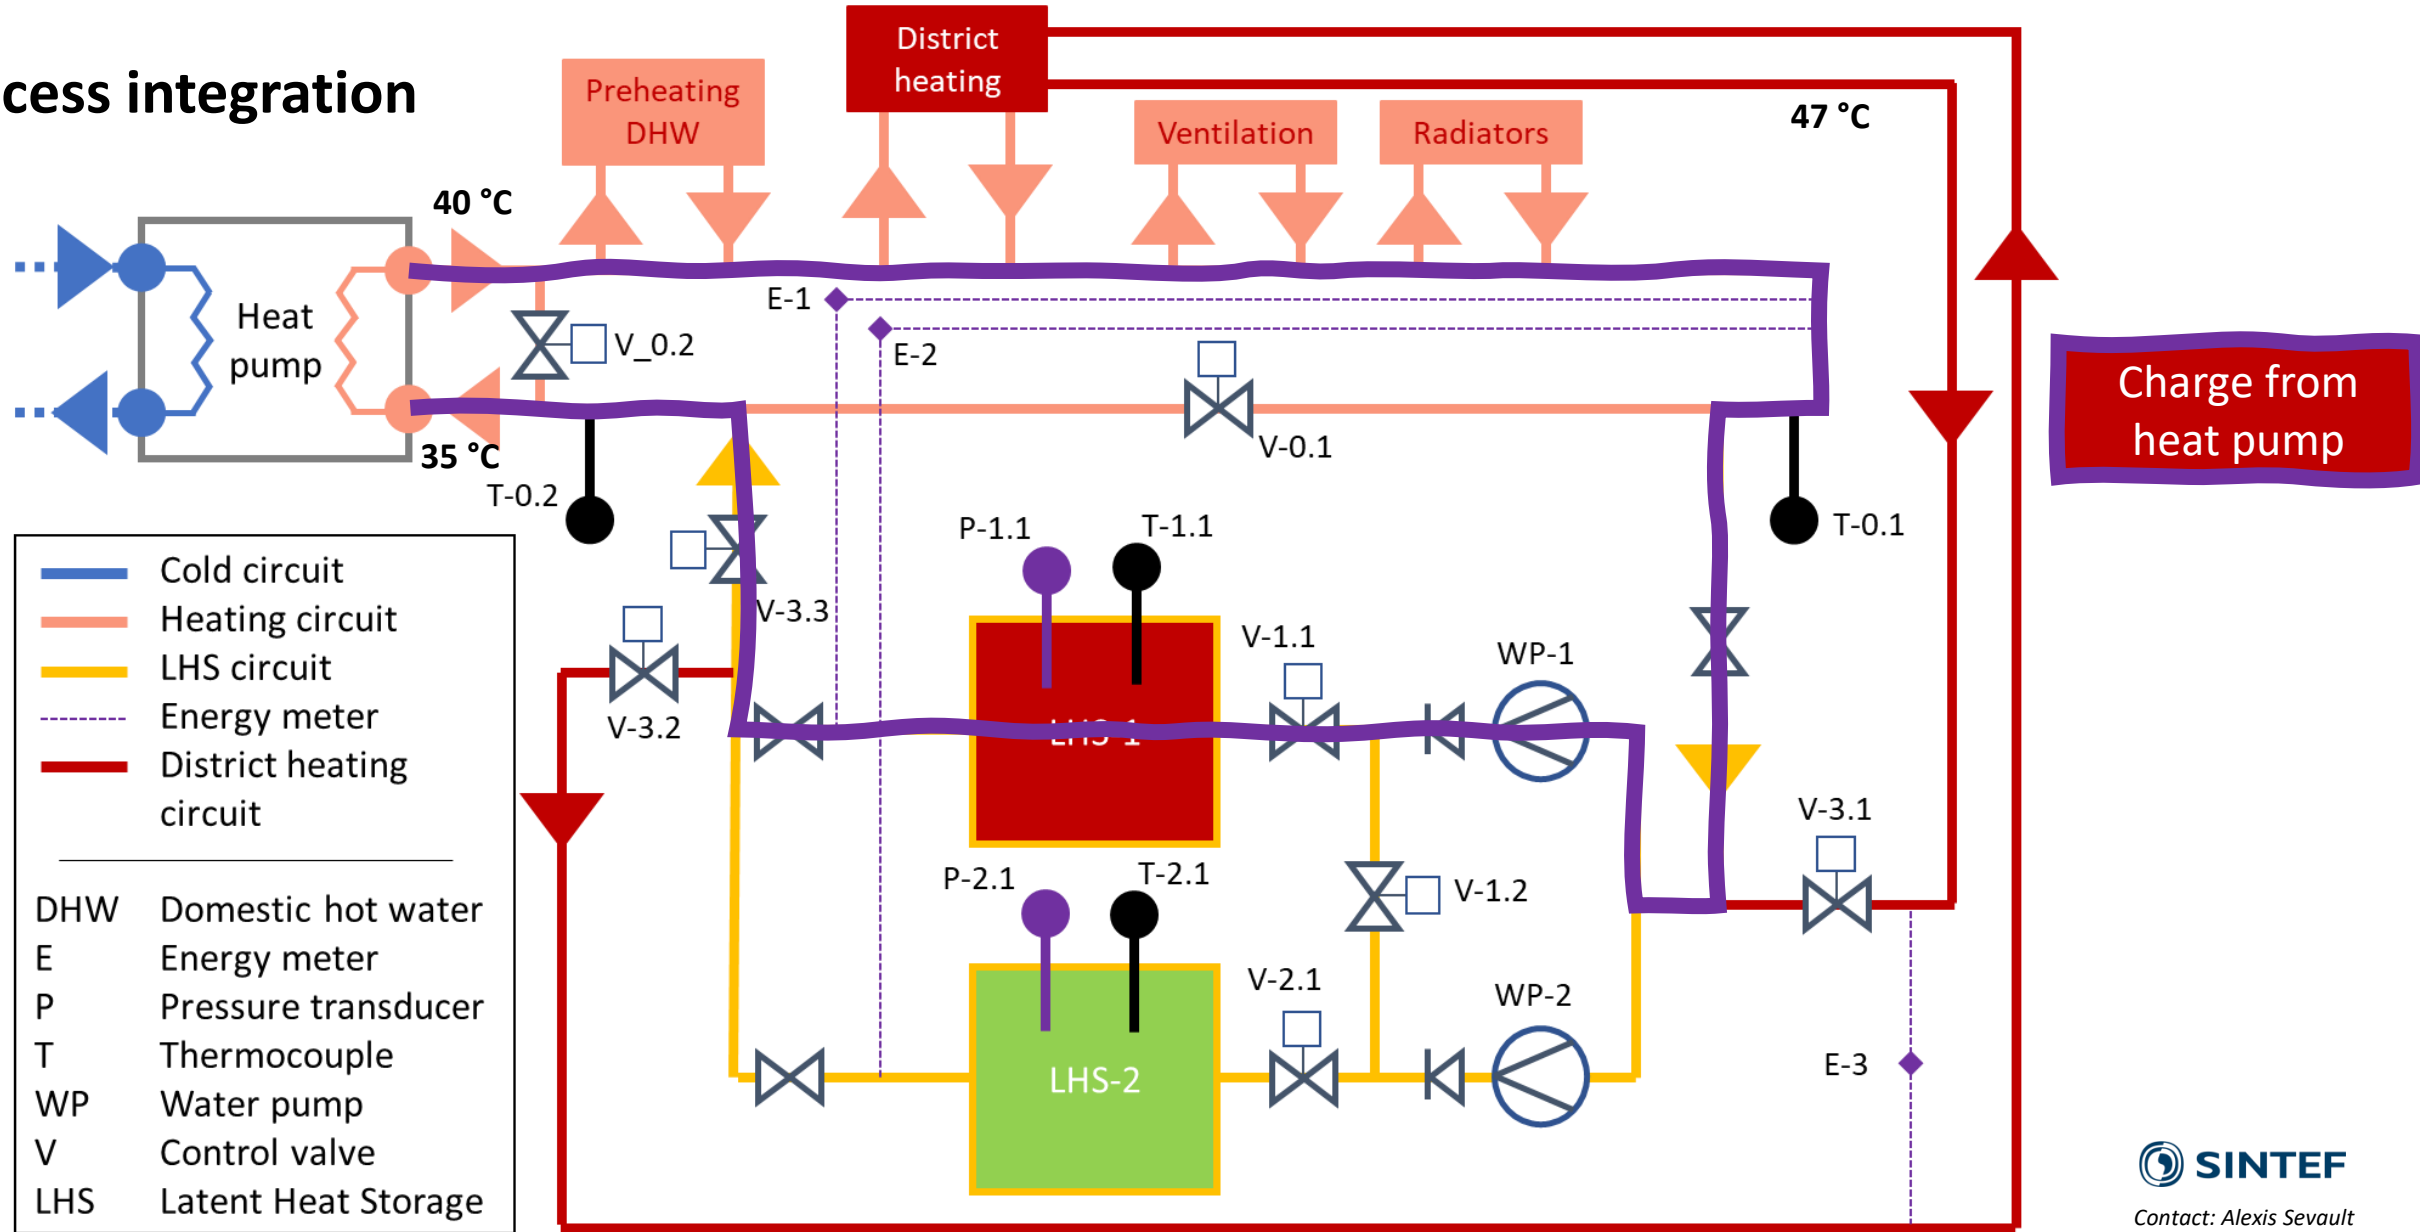 cess integration
District
heating
Preheating
DHW
Ventilation
Radiators
47 °C
40 °C
Heat
pump
35 °C
V_0.2
E-1
E-2
V-0.1
T-0.2
T-0.1
Charge from
heat pump
P-1.1
T-1.1
V-3.3
V-3.2
V-1.1
WP-1
LHS-1
V-3.1
P-2.1
T-2.1
V-1.2
V-2.1
WP-2
LHS-2
E-3
Cold circuit
Heating circuit
LHS circuit
Energy meter
District heating
circuit
DHW Domestic hot water
E Energy meter
P Pressure transducer
T Thermocouple
WP Water pump
V Control valve
LHS Latent Heat Storage
SINTEF
Contact: Alexis Sevault